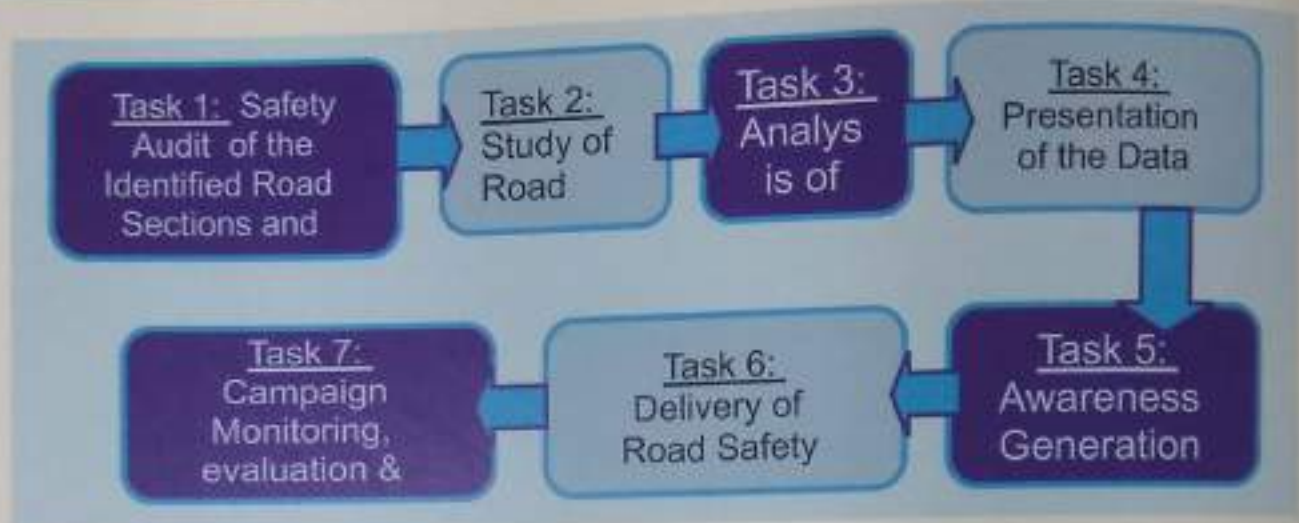 Task 1: Safety
Audit of the
Identified Road
Sections and
Task 2:
Study of
Road
Task 3:
Analys
is of
Task 4:
Presentation
of the Data
Task 5:
Awareness
Generation
Task 6:
Delivery of
Road Safety
Task 7:
Campaign
Monitoring,
evaluation &